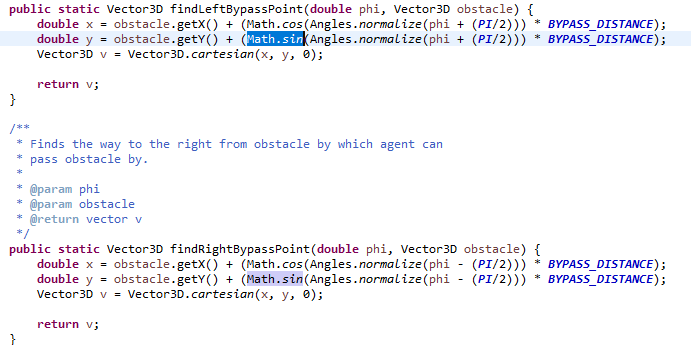 public static Vector3D findLeftBypassPoint(double phi, Vector3D obstacle) {
double x = obstacle.getX() + (Math.cos(Angles.normalize(phi + (PI/2))) * BYPASS_DISTANCE);
double y = obstacle.getY() + (Math.sin(Angles.normalize(phi + (PI/2))) * BYPASS_DISTANCE);
Vector3D v = Vector3D.cartesian(x, y, 0);
return v;
}
/**
* Finds the way to the right from obstacle by which agent can
* pass obstacle by.
*
* @param phi
* @param obstacle
* @return vector v
*/
public static Vector3D findRightBypassPoint(double phi, Vector3D obstacle) {
double x = obstacle.getX() + (Math.cos(Angles.normalize(phi - (PI/2))) * BYPASS_DISTANCE);
double y = obstacle.getY() + (Math.sin(Angles.normalize(phi - (PI/2))) * BYPASS_DISTANCE);
Vector3D v = Vector3D.cartesian(x, y, 0);
return v;
}